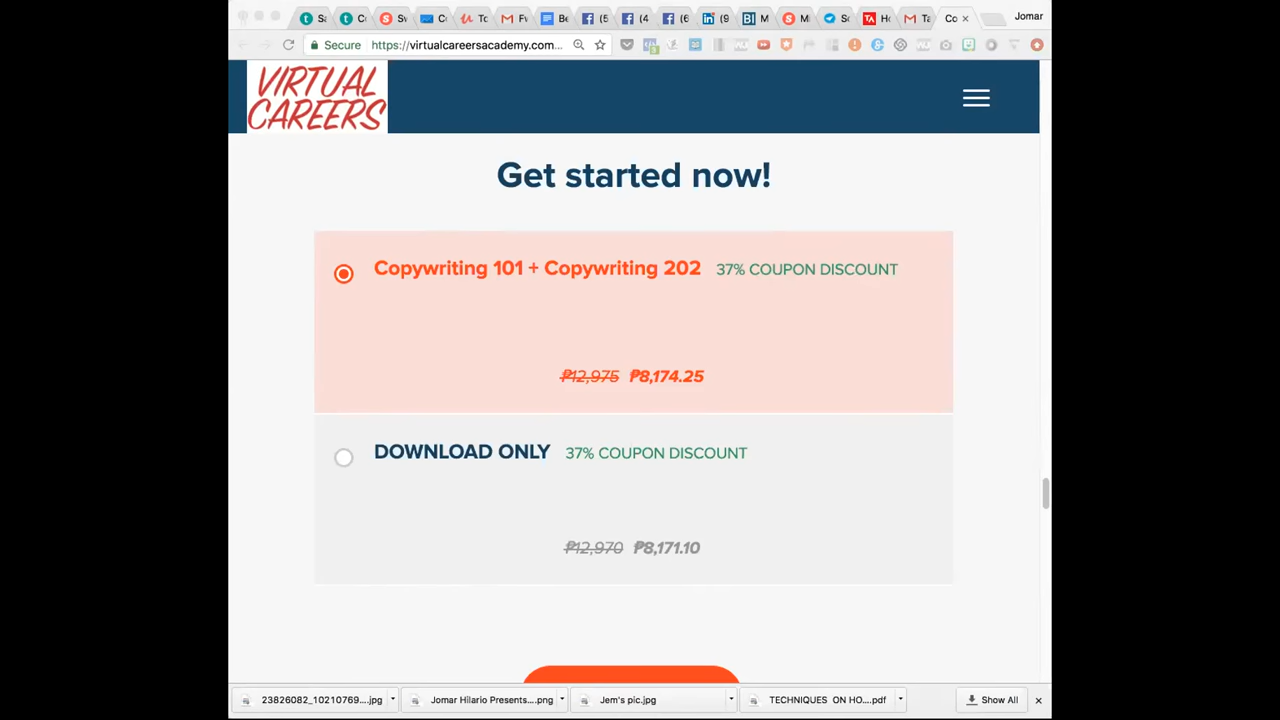 Jomar
Secure https://virtualcareersacademy.com...
VIRTUAL
CAREERS
Get started now!
Copywriting 101 + Copywriting 202 37% COUPON DISCOUNT
₱12,975 ₱8,174.25
DOWNLOAD ONLY 37% COUPON DISCOUNT
₱12,970 ₱8,171.10
23826082_10210769....jpg Jomar Hilario Presents....png Jem's pic.jpg TECHNIQUES ON HO....pdf Show All